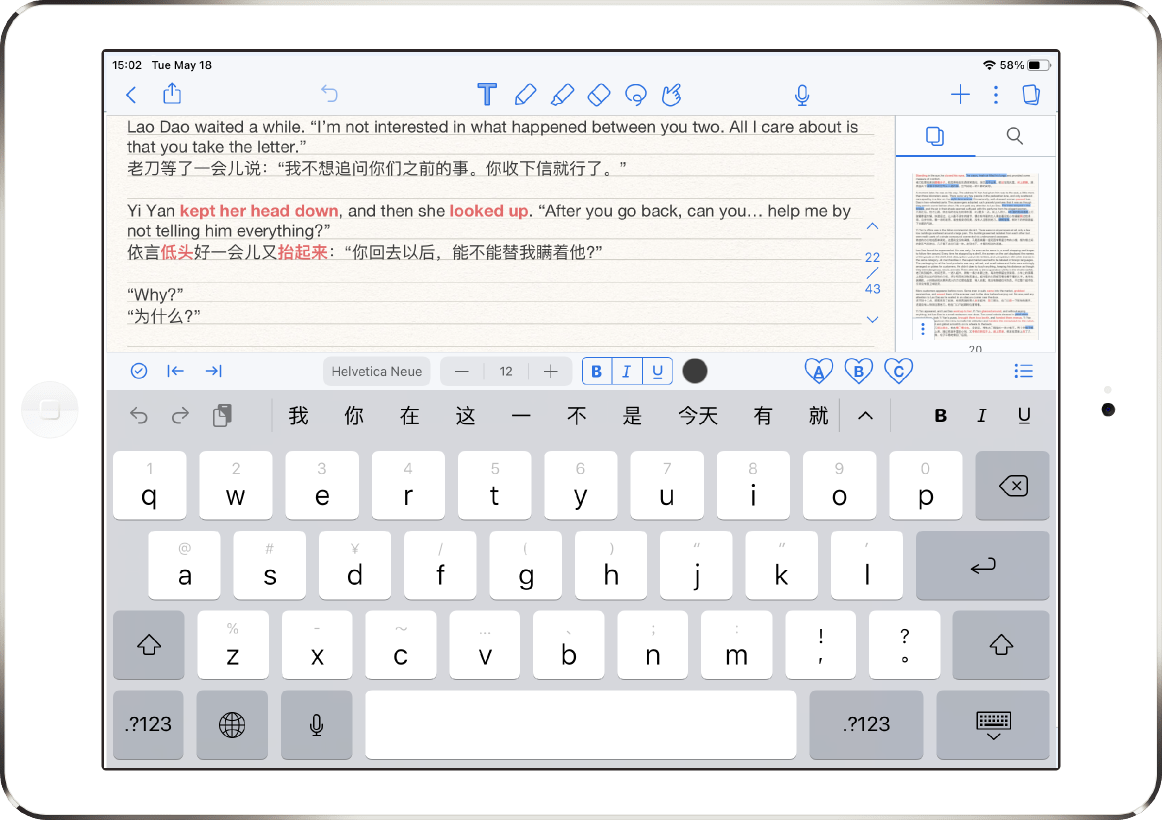 15:02 Tue May 18
58%
Lao Dao waited a while. “I’m not interested in what happened between you two. All I care about is
that you take the letter.”
老刀等了一会儿说：“我不想追问你们之前的事。你收下信就行了。”
Yi Yan kept her head down, and then she looked up. “After you go back, can you… help me by
not telling him everything?”
依言低头好一会儿又抬起来：“你回去以后，能不能替我瞒着他？”
“Why?”
“为什么？”
22
43
20
Helvetica Neue
12
B I U
A B C
我 你 在 这 一 不 是 今天 有 就
B I U
1 2 3 4 5 6 7 8 9 0
q w e r t y u i o p
@ # ¥ / ( ) “ ” ‘
a s d f g h j k l
% - ～ … 、 ; : ! ?
z x c v b n m , 。
.?123 .?123